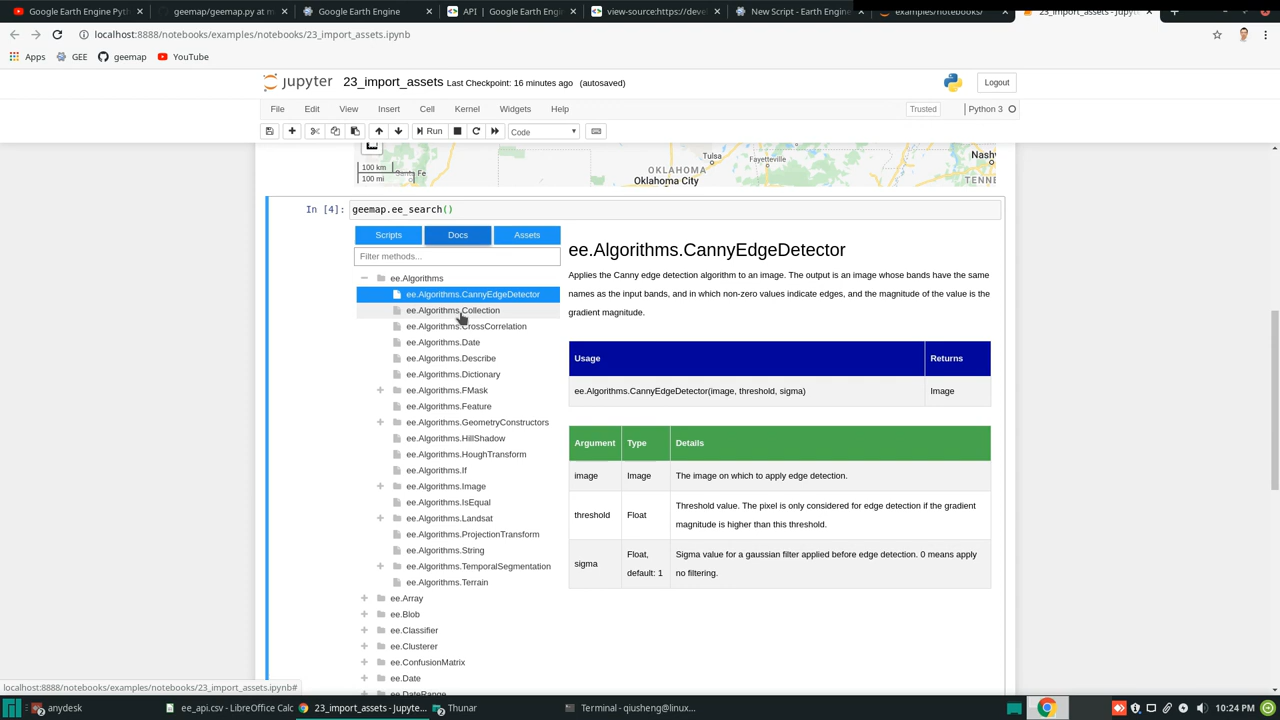 Google Earth Engine Pyth
geemap/geemap.py at m
Google Earth Engine
API | Google Earth Engin
view-source:https://devel
New Script - Earth Engine
examples/notebooks/
23_import_assets - Jupyter
localhost:8888/notebooks/examples/notebooks/23_import_assets.ipynb
Apps GEE geemap YouTube
jupyter 23_import_assets Last Checkpoint: 16 minutes ago (autosaved) Logout
File Edit View Insert Cell Kernel Widgets Help Trusted Python 3
Run Code
100 km
100 mi
Santa Fe
OKLAHOMA
Oklahoma City
Tulsa
Fayetteville
Nash
TENNE
In [4]: geemap.ee_search()
Scripts Docs Assets
Filter methods...
ee.Algorithms
ee.Algorithms.CannyEdgeDetector
ee.Algorithms.Collection
ee.Algorithms.CrossCorrelation
ee.Algorithms.Date
ee.Algorithms.Describe
ee.Algorithms.Dictionary
ee.Algorithms.FMask
ee.Algorithms.Feature
ee.Algorithms.GeometryConstructors
ee.Algorithms.HillShadow
ee.Algorithms.HoughTransform
ee.Algorithms.If
ee.Algorithms.Image
ee.Algorithms.IsEqual
ee.Algorithms.Landsat
ee.Algorithms.ProjectionTransform
ee.Algorithms.String
ee.Algorithms.TemporalSegmentation
ee.Algorithms.Terrain
ee.Array
ee.Blob
ee.Classifier
ee.Clusterer
ee.ConfusionMatrix
ee.Date
ee.DateRange
ee.Algorithms.CannyEdgeDetector
Applies the Canny edge detection algorithm to an image. The output is an image whose bands have the same
names as the input bands, and in which non-zero values indicate edges, and the magnitude of the value is the
gradient magnitude.
Usage Returns
ee.Algorithms.CannyEdgeDetector(image, threshold, sigma) Image
Argument Type Details
image Image The image on which to apply edge detection.
threshold Float Threshold value. The pixel is only considered for edge detection if the gradient
magnitude is higher than this threshold.
sigma Float, default: 1 Sigma value for a gaussian filter applied before edge detection. 0 means apply
no filtering.
localhost:8888/notebooks/examples/notebooks/23_import_assets.ipynb#
anydesk
ee_api.csv - LibreOffice Calc
23_import_assets - Jupyte...
Thunar
Terminal - qiusheng@linux...
10:24 PM